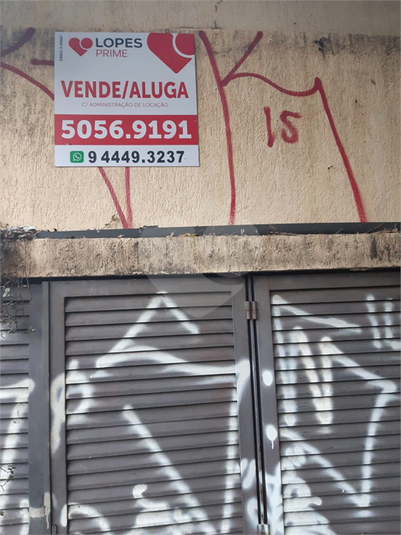 LOPES
PRIME
VENDE/ALUGA
C/ ADMINISTRAÇÃO DE LOCAÇÃO
5056.9191
9 4449.3237
15